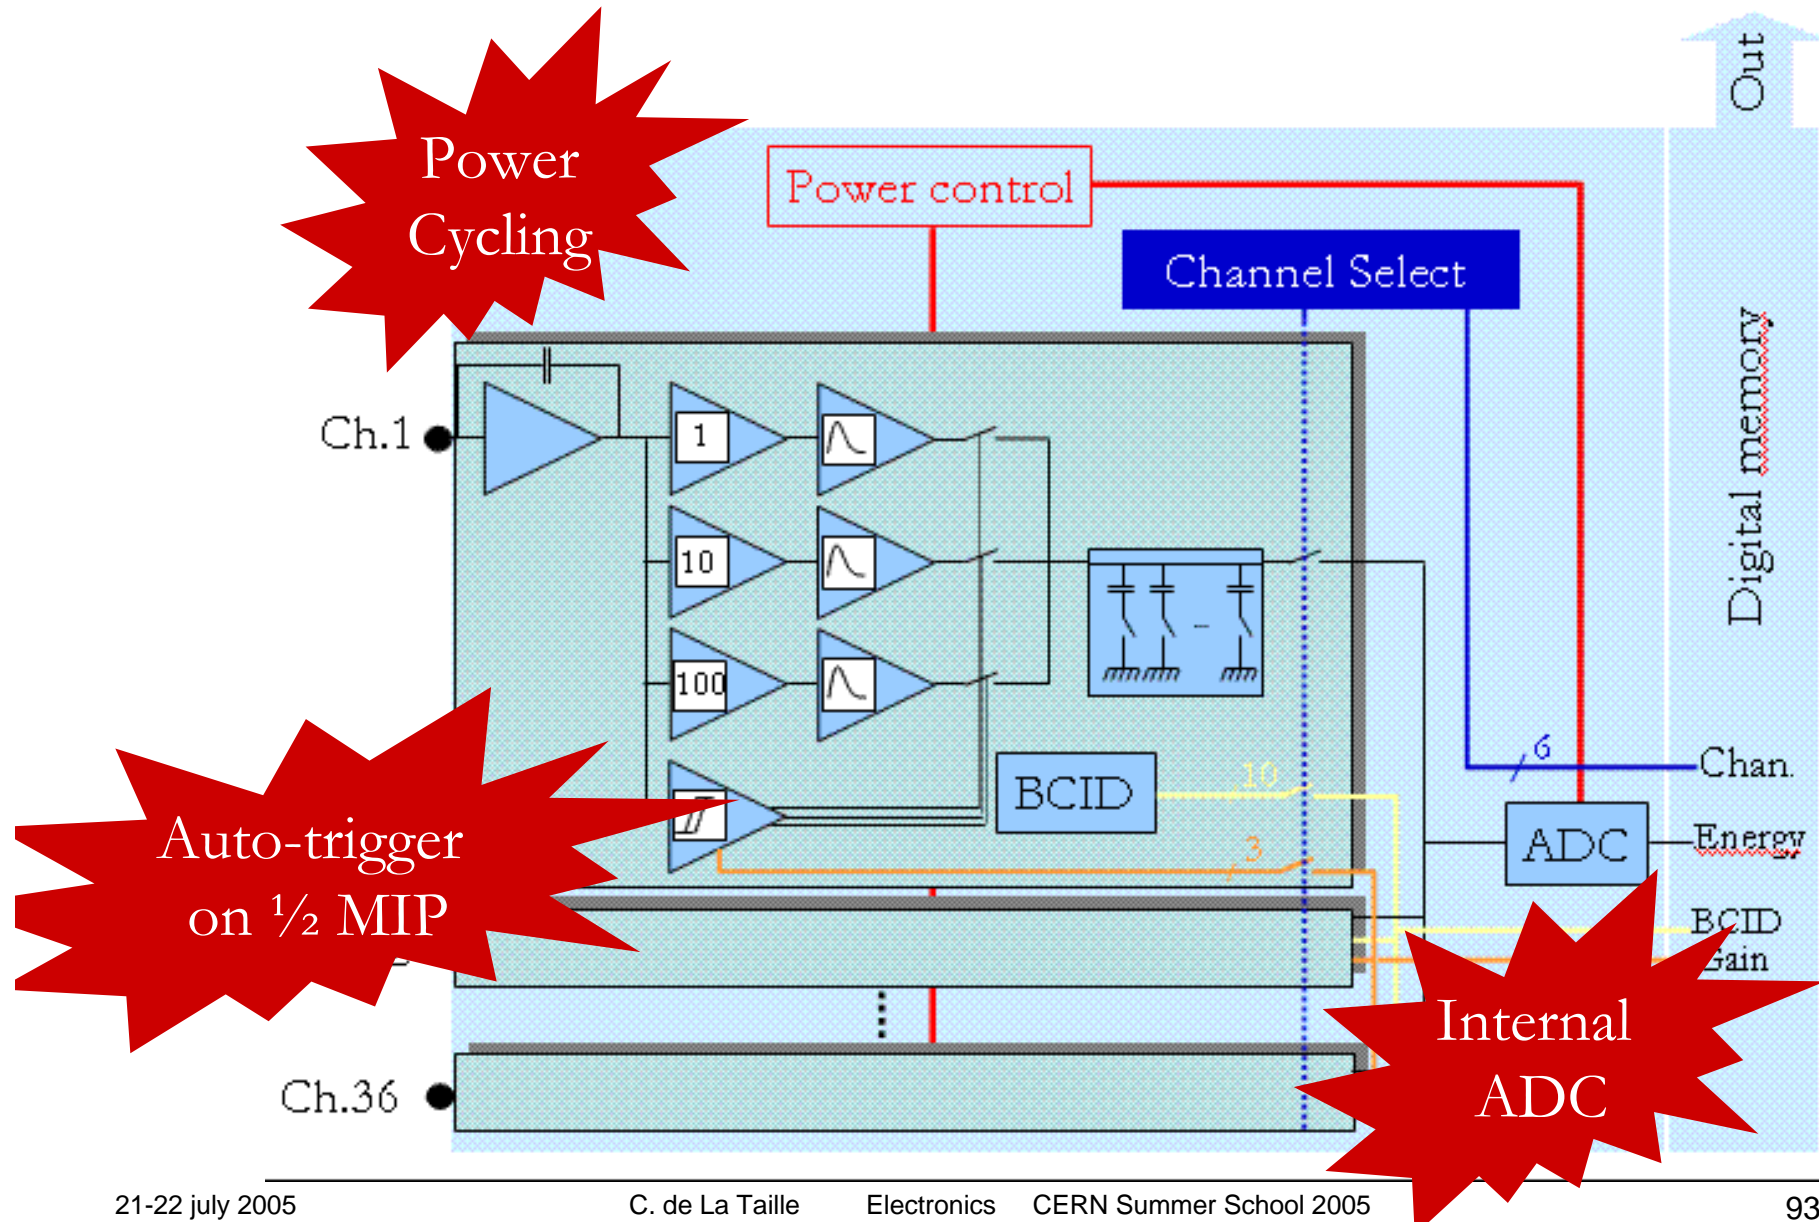 Out
Power
Cycling
Power control
Channel Select
Digital memory
Ch.1
1
10
100
BCID
10
3
6
Chan.
ADC
Energy
BCID
Gain
Auto-trigger
on ½ MIP
Internal
ADC
Ch.36
21-22 july 2005
C. de La Taille
Electronics
CERN Summer School 2005
93